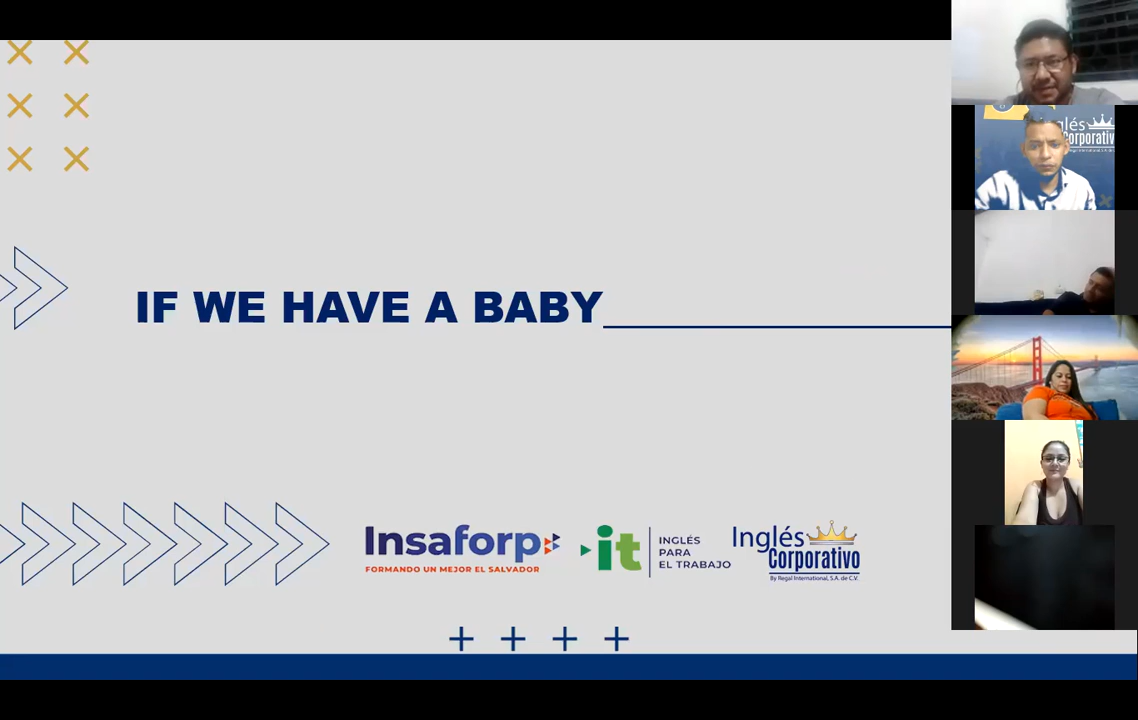 Inglés
Corporativo
IF WE HAVE A BABY
Insaforp
FORMANDO UN MEJOR EL SALVADOR
it
INGLÉS
PARA
EL TRABAJO
Inglés
Corporativo
By Regal International, S.A. de C.V.